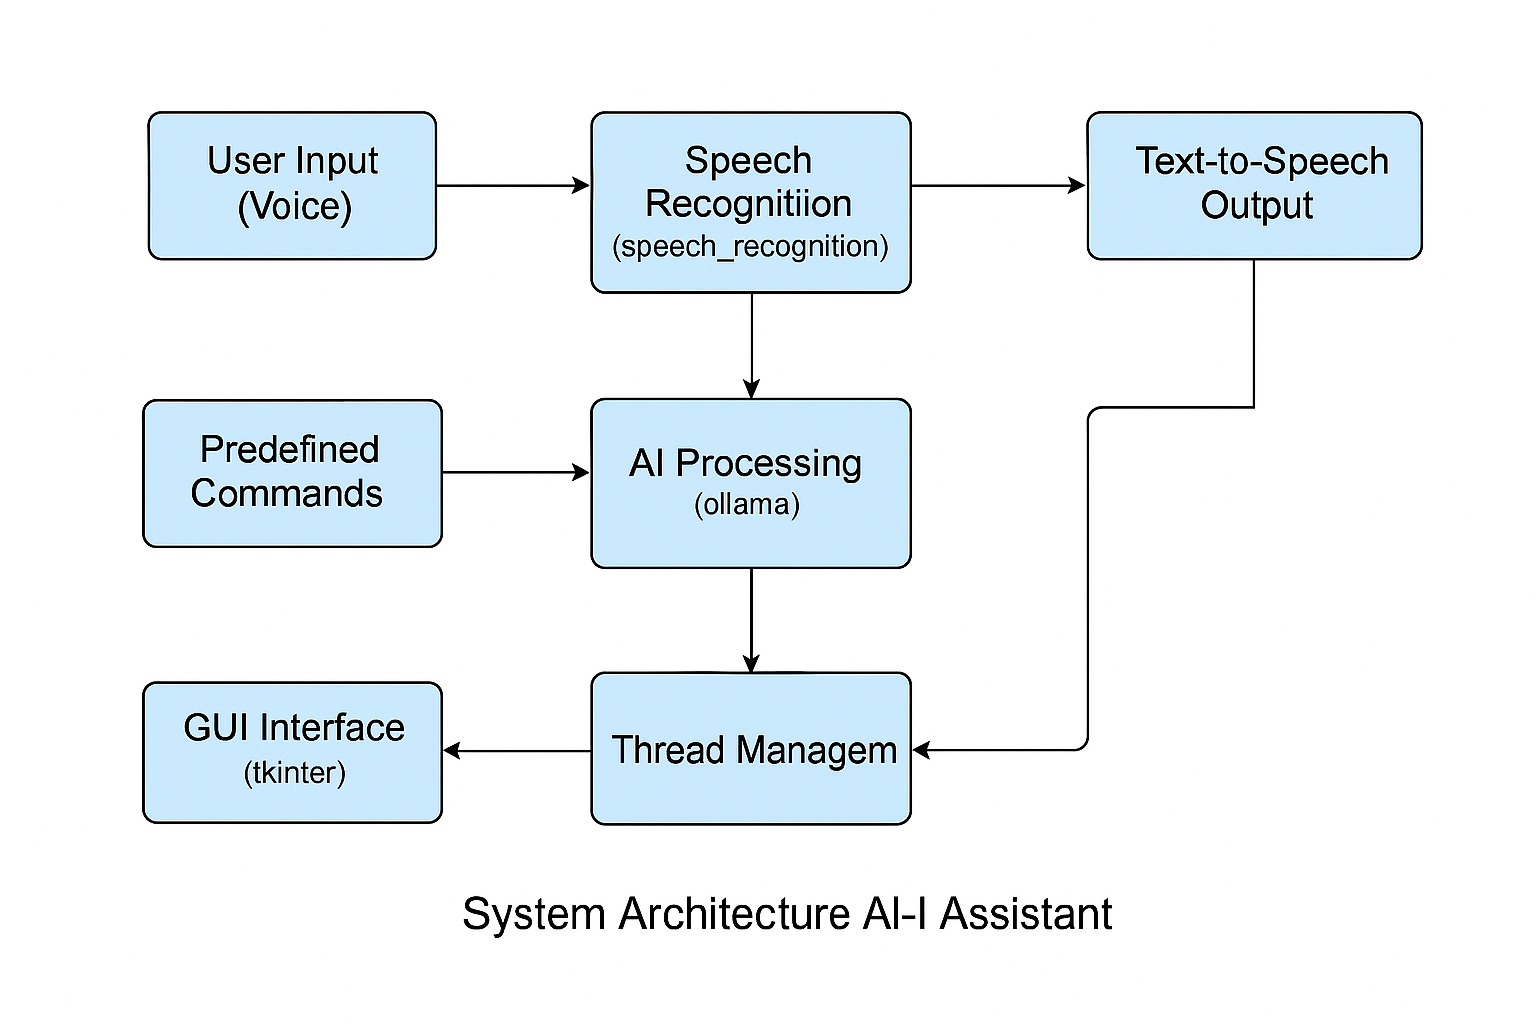 User Input
(Voice)
Speech
Recognitiion
(speech_recognition)
Text-to-Speech
Output
Predefined
Commands
AI Processing
(ollama)
GUI Interface
(tkinter)
Thread Managem
System Architecture AI-I Assistant